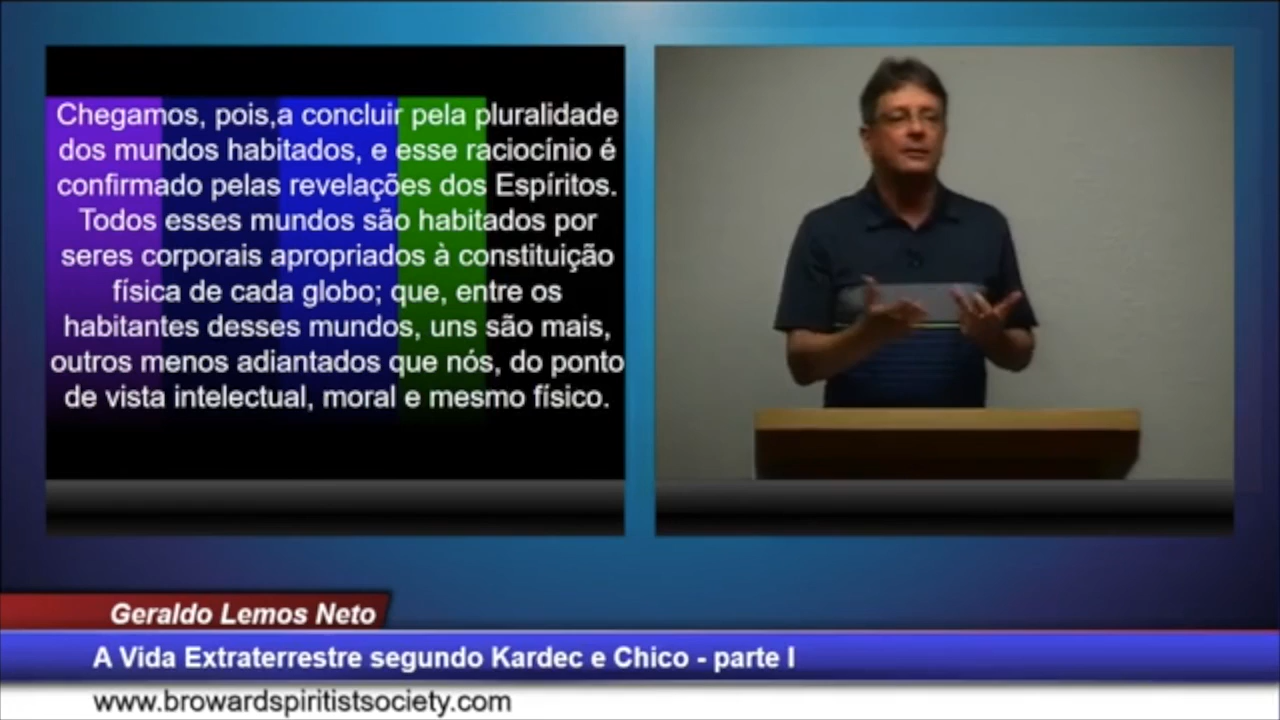 Chegamos, pois,a concluir pela pluralidade
dos mundos habitados, e esse raciocínio é
confirmado pelas revelações dos Espíritos.
Todos esses mundos são habitados por
seres corporais apropriados à constituição
física de cada globo; que, entre os
habitantes desses mundos, uns são mais,
outros menos adiantados que nós, do ponto
de vista intelectual, moral e mesmo físico.
Geraldo Lemos Neto
A Vida Extraterrestre segundo Kardec e Chico - parte I
www.browardspiritistsociety.com